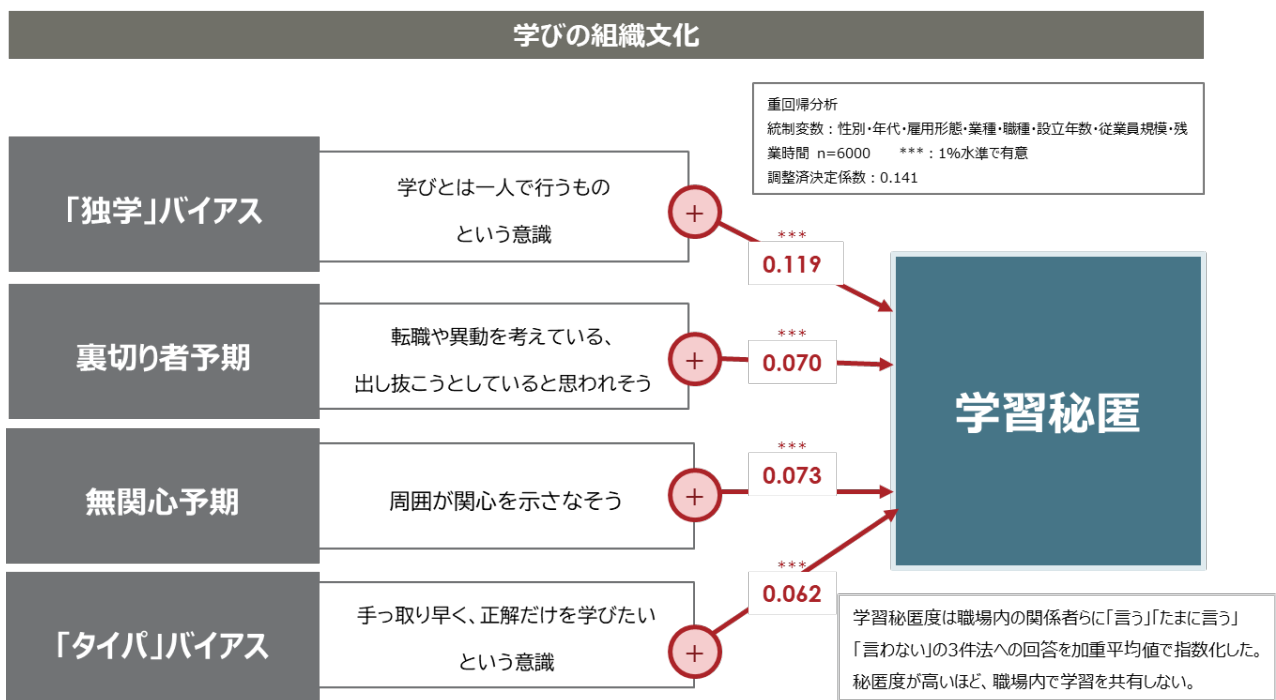 学びの組織文化
重回帰分析
統制変数：性別・年代・雇用形態・業種・職種・設立年数・従業員規模・残
業時間 n=6000 ***：1%水準で有意
調整済決定係数：0.141
「独学」バイアス
学びとは一人で行うもの
という意識
+
***
0.119
裏切り者予期
転職や異動を考えている、
出し抜こうとしていると思われそう
+
***
0.070
学習秘匿
無関心予期
周囲が関心を示さなそう
+
***
0.073
「タイパ」バイアス
手っ取り早く、正解だけを学びたい
という意識
+
***
0.062
学習秘匿度は職場内の関係者らに「言う」「たまに言う」
「言わない」の3件法への回答を加重平均値で指数化した。
秘匿度が高いほど、職場内で学習を共有しない。